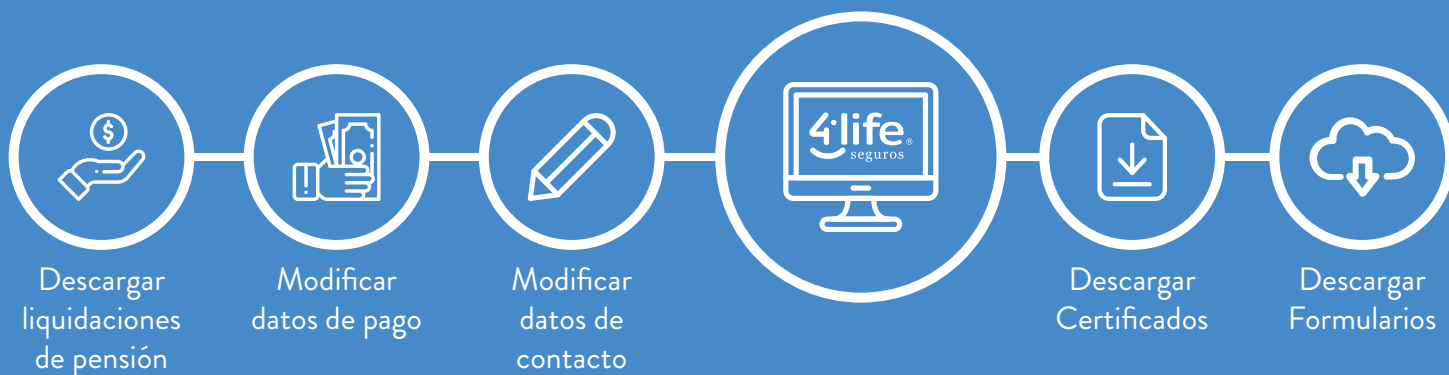 4life®
seguros
$
Descargar
liquidaciones
de pensión
Modificar
datos de pago
Modificar
datos de
contacto
Descargar
Certificados
Descargar
Formularios